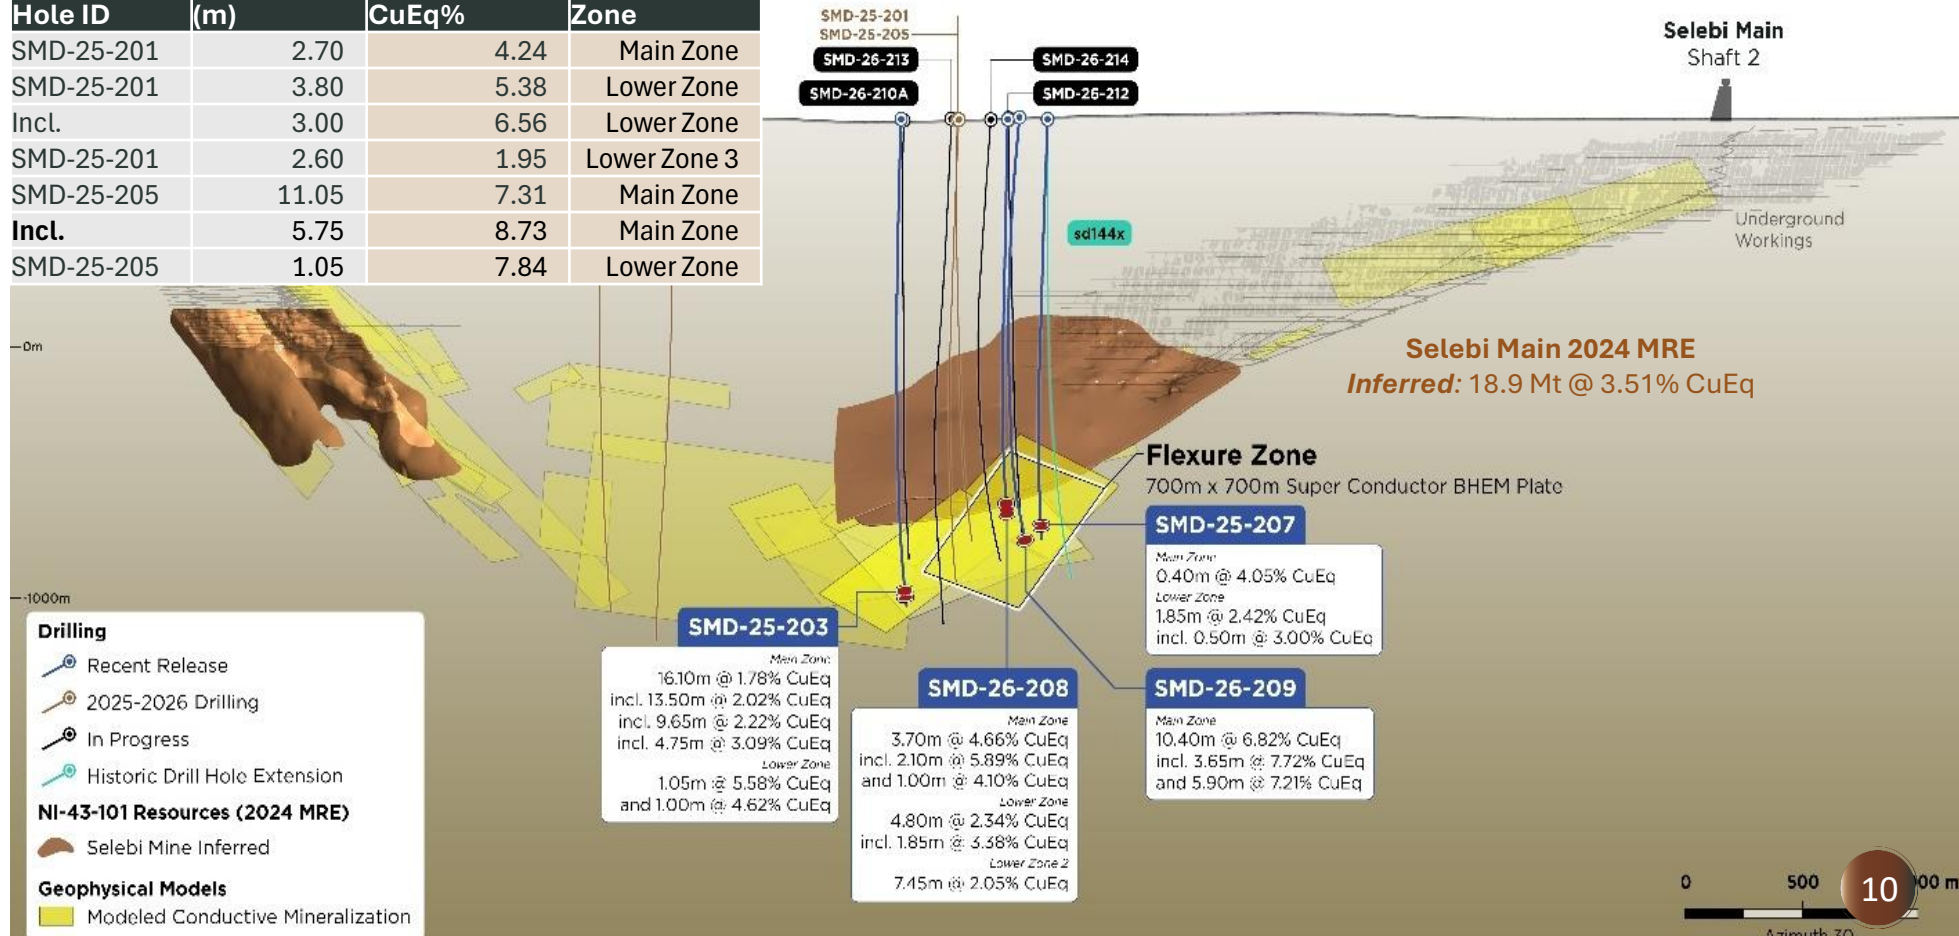 Hole ID (m) CuEq% Zone
SMD-25-201 2.70 4.24 Main Zone
SMD-25-201 3.80 5.38 Lower Zone
Incl. 3.00 6.56 Lower Zone
SMD-25-201 2.60 1.95 Lower Zone 3
SMD-25-205 11.05 7.31 Main Zone
Incl. 5.75 8.73 Main Zone
SMD-25-205 1.05 7.84 Lower Zone
SMD-25-201
SMD-25-205
SMD-26-213
SMD-26-210A
SMD-26-214
SMD-26-212
Selebi Main
Shaft 2
sd144x
Underground
Workings
Selebi Main 2024 MRE
Inferred: 18.9 Mt @ 3.51% CuEq
0m
-1000m
Flexure Zone
700m x 700m Super Conductor BHEM Plate
SMD-25-207
Main Zone
0.40m @ 4.05% CuEq
Lower Zone
1.85m @ 2.42% CuEq
incl. 0.50m @ 3.00% CuEq
SMD-25-203
Main Zone
16.10m @ 1.78% CuEq
incl. 13.50m @ 2.02% CuEq
incl. 9.65m @ 2.22% CuEq
incl. 4.75m @ 3.09% CuEq
Lower Zone
1.05m @ 5.58% CuEq
and 1.00m @ 4.62% CuEq
SMD-26-208
Main Zone
3.70m @ 4.66% CuEq
incl. 2.10m @ 5.89% CuEq
and 1.00m @ 4.10% CuEq
Lower Zone
4.80m @ 2.34% CuEq
incl. 1.85m @ 3.38% CuEq
Lower Zone 2
7.45m @ 2.05% CuEq
SMD-26-209
Main Zone
10.40m @ 6.82% CuEq
incl. 3.65m @ 7.72% CuEq
and 5.90m @ 7.21% CuEq
Drilling
Recent Release
2025-2026 Drilling
In Progress
Historic Drill Hole Extension
NI-43-101 Resources (2024 MRE)
Selebi Mine Inferred
Geophysical Models
Modeled Conductive Mineralization
0 500 00 m
10